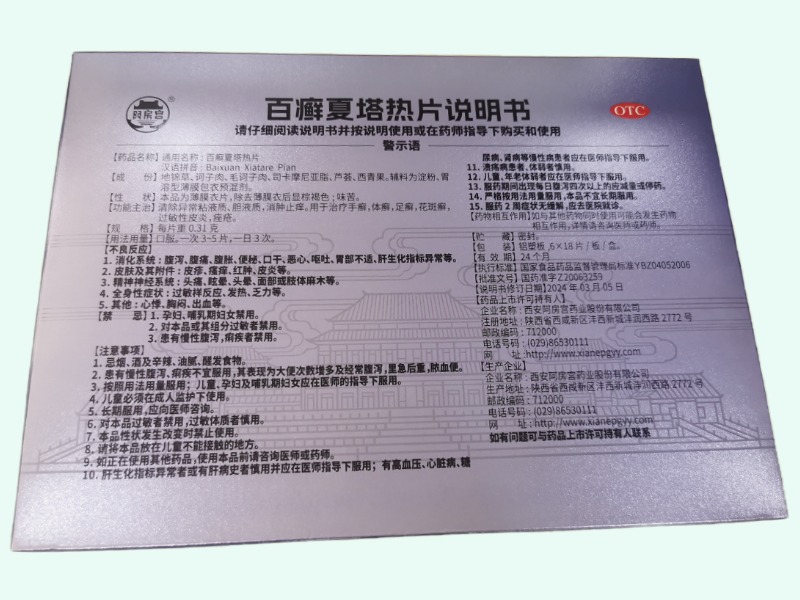 阿房宫
®
百癣夏塔热片说明书
OTC
请仔细阅读说明书并按说明使用或在药师指导下购买和使用
警示语
【药品名称】通用名称:百癣夏塔热片
汉语拼音:Baixuan Xiatare Pian
【成 份】地锦草、诃子肉、毛诃子肉、司卡摩尼亚脂、芦荟、西青果。辅料为淀粉、胃
溶型薄膜包衣预混剂。
【性 状】本品为薄膜衣片,除去薄膜衣后显棕褐色;味苦。
【功能主治】清除异常粘液质、胆液质,消肿止痒。用于治疗手癣,体癣,足癣,花斑癣,
过敏性皮炎,痤疮。
【规 格】每片重0.31克
【用法用量】口服。一次3~5片,一日3次。
【不良反应】
1. 消化系统:腹泻、腹痛、腹胀、便秘、口干、恶心、呕吐、胃部不适、肝生化指标异常等。
2. 皮肤及其附件:皮疹、瘙痒、红肿、皮炎等。
3. 精神神经系统:头痛、眩晕、头晕、面部或肢体麻木等。
4. 全身性症状:过敏样反应、发热、乏力等。
5. 其他:心悸、胸闷、出血等。
【禁 忌】1. 孕妇、哺乳期妇女禁用。
2. 对本品或其组分过敏者禁用。
3. 患有慢性腹泻,痢疾者禁用。
【注意事项】
1. 忌烟、酒及辛辣、油腻、醒发食物。
2. 患有慢性腹泻、痢疾不宜服用,其表现为大便次数增多及经常腹泻,里急后重,脓血便。
3. 按照用法用量服用;儿童、孕妇及哺乳期妇女应在医师的指导下服用。
4. 儿童必须在成人监护下使用。
5. 长期服用,应向医师咨询。
6. 对本品过敏者禁用,过敏体质者慎用。
7. 本品性状发生改变时禁止使用。
8. 请将本品放在儿童不能接触的地方。
9. 如正在使用其他药品,使用本品前请咨询医师或药师。
10. 肝生化指标异常者或有肝病史者慎用并应在医师指导下服用;有高血压、心脏病、糖
尿病、肾病等慢性病患者应在医师指导下服用。
11. 溃疡病患者、体弱者慎用。
12. 儿童、年老体弱者应在医师指导下服用。
13. 服药期间出现每日腹泻四次以上的应减量或停药。
14. 严格按用法用量服用,本品不宜长期服用。
15. 服药2周症状无缓解,应去医院就诊。
【药物相互作用】如与其他药物同时使用可能会发生药物
相互作用,详情请咨询医师或药师。
【贮 藏】密封。
【包 装】铝塑板,6×18片/板/盒。
【有 效 期】24个月
【执行标准】国家食品药品监督管理局标准YBZ04052006
【批准文号】国药准字Z20063259
【说明书修订日期】2024年03月05日
【药品上市许可持有人】
企业名称:西安阿房宫药业股份有限公司
注册地址:陕西省西咸新区沣西新城沣润西路2772号
邮政编码:712000
电话号码:(029)86530111
网 址:http://www.xianepgyy.com
【生产企业】
企业名称:西安阿房宫药业股份有限公司
生产地址:陕西省西咸新区沣西新城沣润西路2772号
邮政编码:712000
电话号码:(029)86530111
网 址:http://www.xianepgyy.com
如有问题可与药品上市许可持有人联系